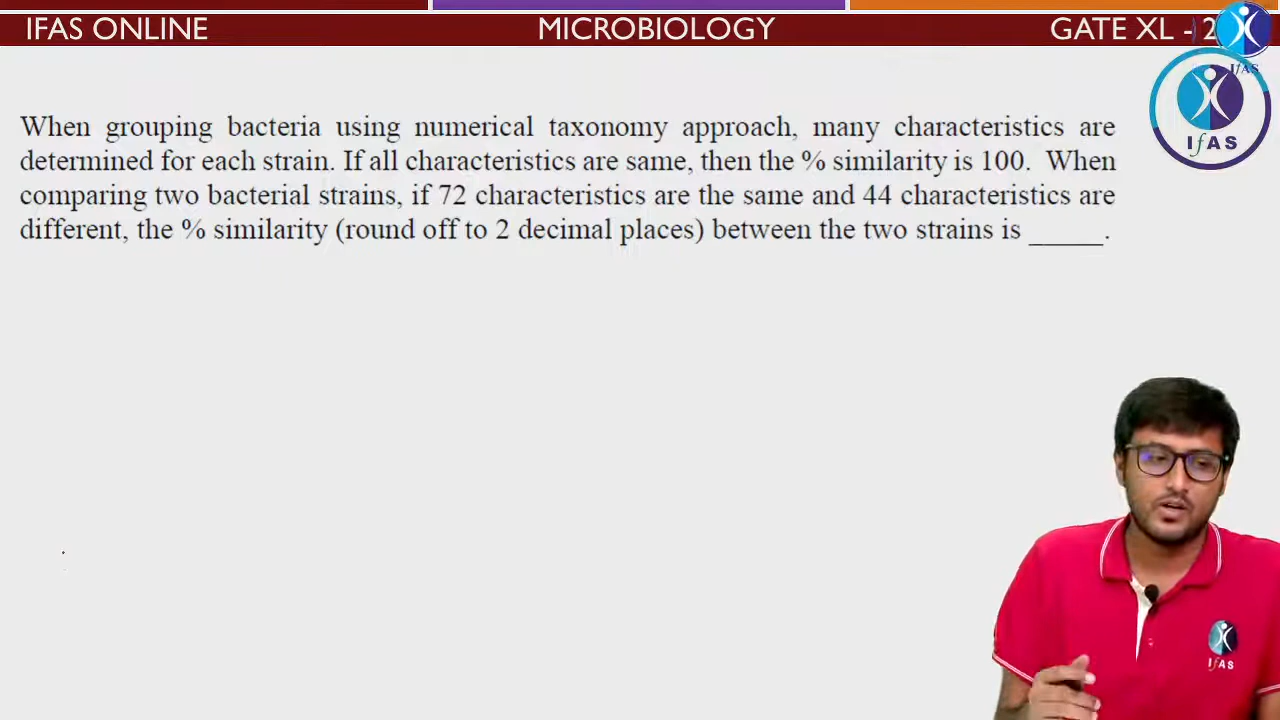 IFAS ONLINE
MICROBIOLOGY
GATE XL - 2
IfAS
IfAS
When grouping bacteria using numerical taxonomy approach, many characteristics are
determined for each strain. If all characteristics are same, then the % similarity is 100. When
comparing two bacterial strains, if 72 characteristics are the same and 44 characteristics are
different, the % similarity (round off to 2 decimal places) between the two strains is _____.
IfAS